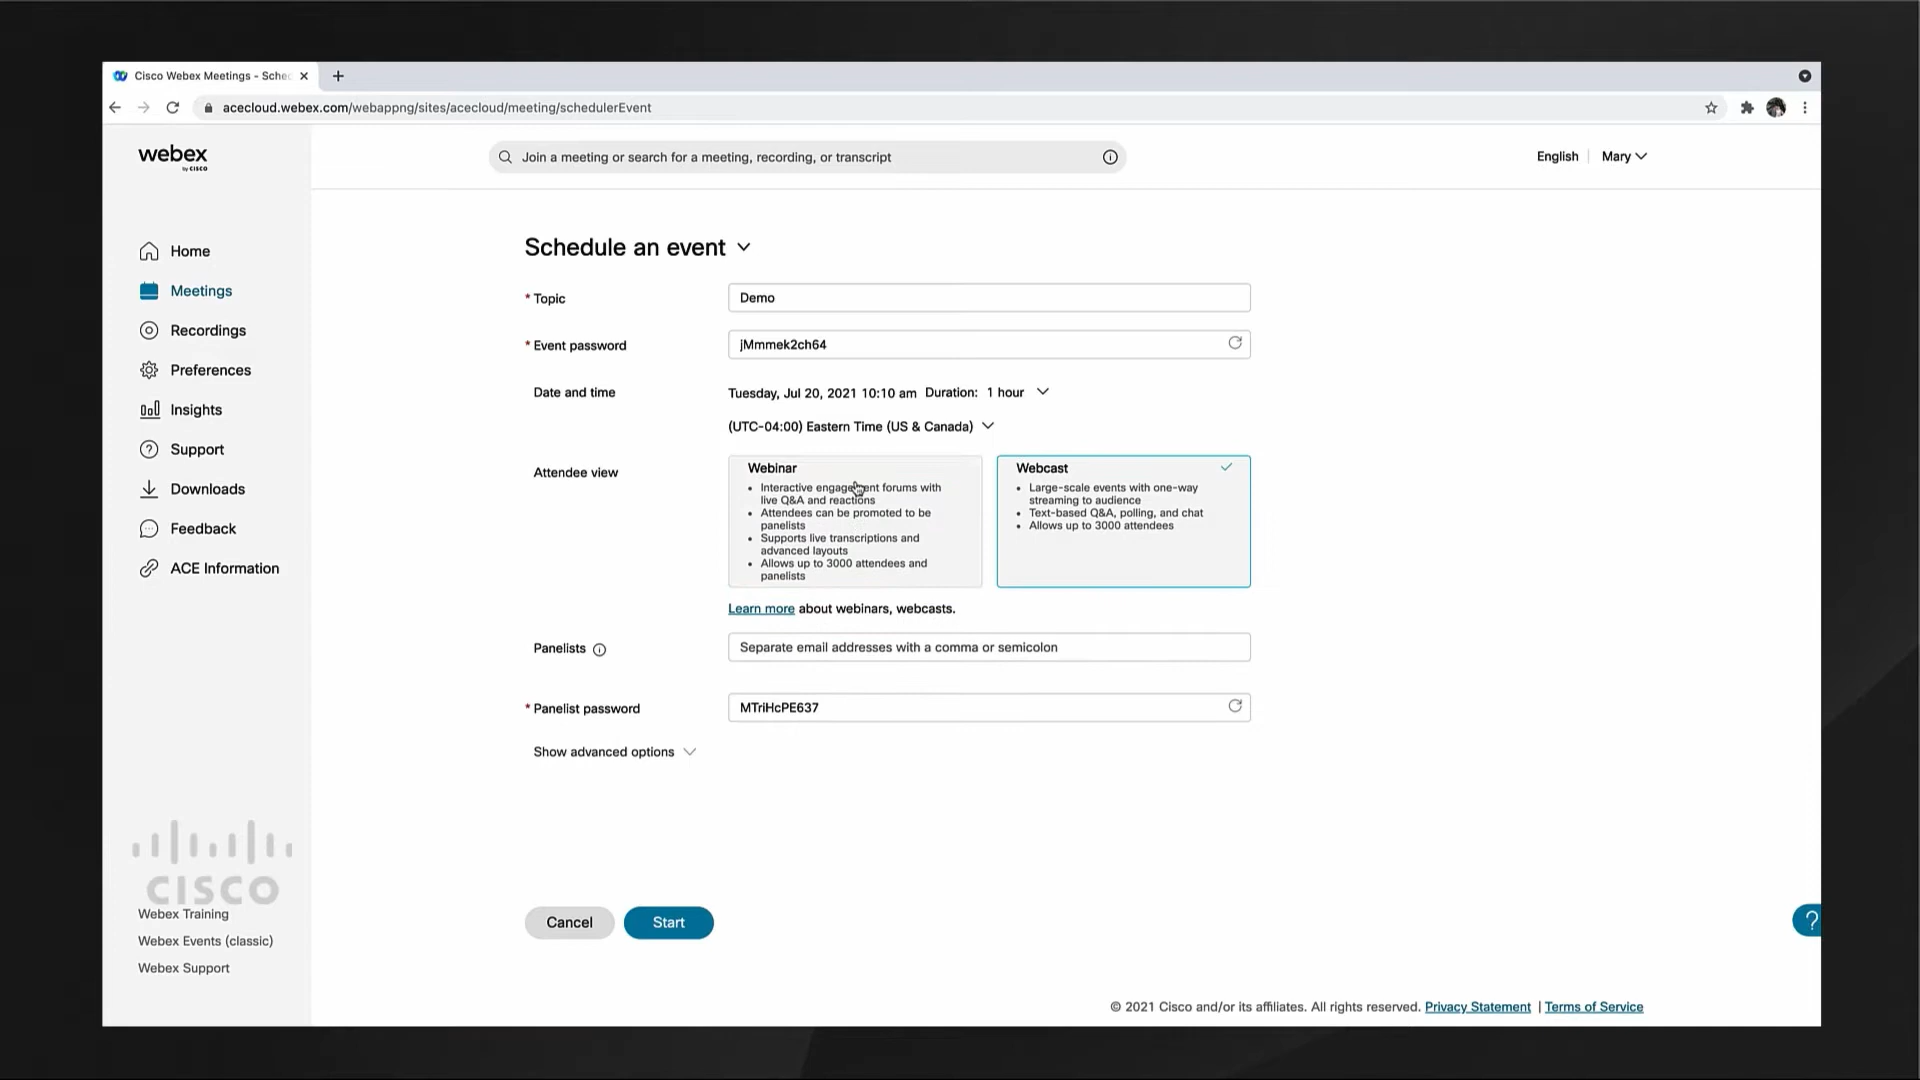 Cisco Webex Meetings - Sche
acecloud.webex.com/webappng/sites/acecloud/meeting/schedulerEvent
webex
by CISCO
Join a meeting or search for a meeting, recording, or transcript
English
Mary
Home
Meetings
Recordings
Preferences
Insights
Support
Downloads
Feedback
ACE Information
Schedule an event
* Topic
Demo
* Event password
jMmmek2ch64
Date and time
Tuesday, Jul 20, 2021 10:10 am Duration: 1 hour
(UTC-04:00) Eastern Time (US & Canada)
Attendee view
Webinar
• Interactive engagement forums with
live Q&A and reactions
• Attendees can be promoted to be
panelists
• Supports live transcriptions and
advanced layouts
• Allows up to 3000 attendees and
panelists
Webcast
• Large-scale events with one-way
streaming to audience
• Text-based Q&A, polling, and chat
• Allows up to 3000 attendees
Learn more about webinars, webcasts.
Panelists
Separate email addresses with a comma or semicolon
* Panelist password
MTriHcPE637
Show advanced options
CISCO
Webex Training
Webex Events (classic)
Webex Support
Cancel
Start
?
© 2021 Cisco and/or its affiliates. All rights reserved. Privacy Statement | Terms of Service